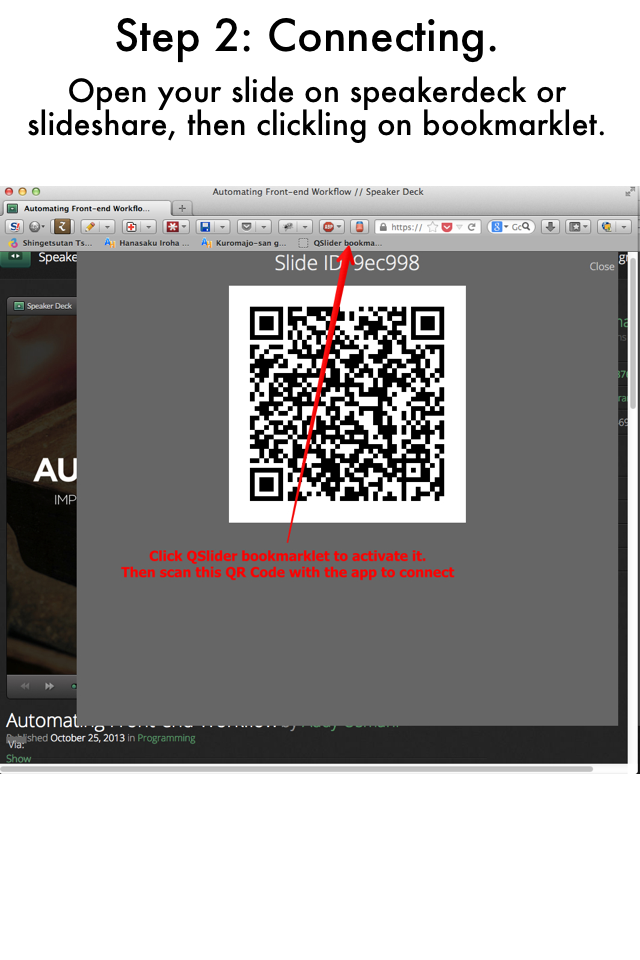 Step 2: Connecting.
Open your slide on speakerdeck or
slideshare, then clickling on bookmarklet.
Automating Front-end Workflow // Speaker Deck
Automating Front-end Workflo...
https://
Shingetsutan Ts...
Hanasaku Iroha ...
Kuromajo-san g...
QSlider bookma...
Speake
Slide ID: 9ec998
Close
Speaker Deck
AU
IMP
Click QSlider bookmarklet to activate it.
Then scan this QR Code with the app to connect
Automating Front-end Workflow by
Published October 25, 2013 in Programming
Via:
Show